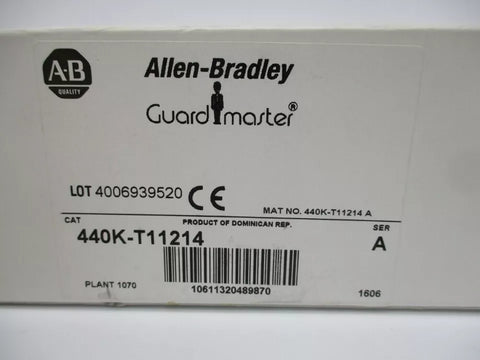 A-B
QUALITY
Allen-Bradley
Guardmaster®
LOT 4006939520 CE
MAT NO. 440K-T11214 A
PRODUCT OF DOMINICAN REP.
CAT
440K-T11214
SER
A
PLANT 1070
10611320489870
1606